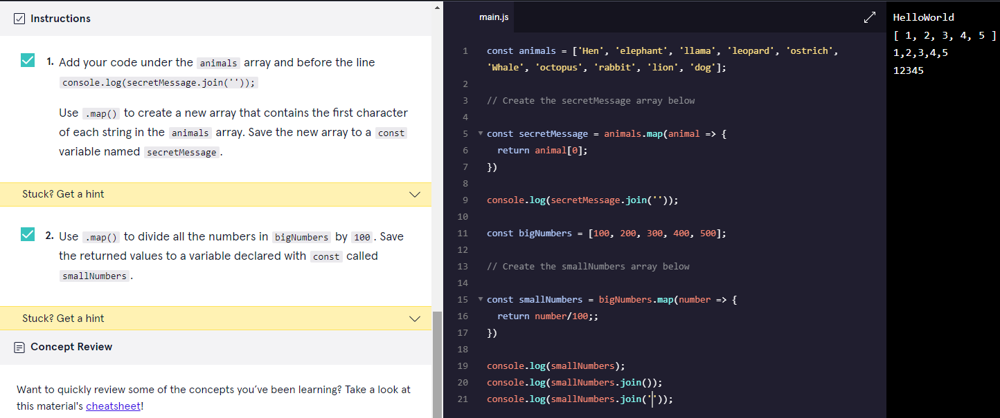 Instructions
1. Add your code under the animals array and before the line
console.log(secretMessage.join(''));
Use .map() to create a new array that contains the first character
of each string in the animals array. Save the new array to a const
variable named secretMessage.
Stuck? Get a hint
2. Use .map() to divide all the numbers in bigNumbers by 100. Save
the returned values to a variable declared with const called
smallNumbers.
Stuck? Get a hint
Concept Review
Want to quickly review some of the concepts you’ve been learning? Take a look at
this material's cheatsheet!
main.js
1 const animals = ['Hen', 'elephant', 'llama', 'leopard', 'ostrich',
'Whale', 'octopus', 'rabbit', 'lion', 'dog'];
2
3 // Create the secretMessage array below
4
5 const secretMessage = animals.map(animal => {
6 return animal[0];
7 })
8
9 console.log(secretMessage.join(''));
10
11 const bigNumbers = [100, 200, 300, 400, 500];
12
13 // Create the smallNumbers array below
14
15 const smallNumbers = bigNumbers.map(number => {
16 return number/100;;
17 })
18
19 console.log(smallNumbers);
20 console.log(smallNumbers.join());
21 console.log(smallNumbers.join(''));
HelloWorld
[ 1, 2, 3, 4, 5 ]
1,2,3,4,5
12345